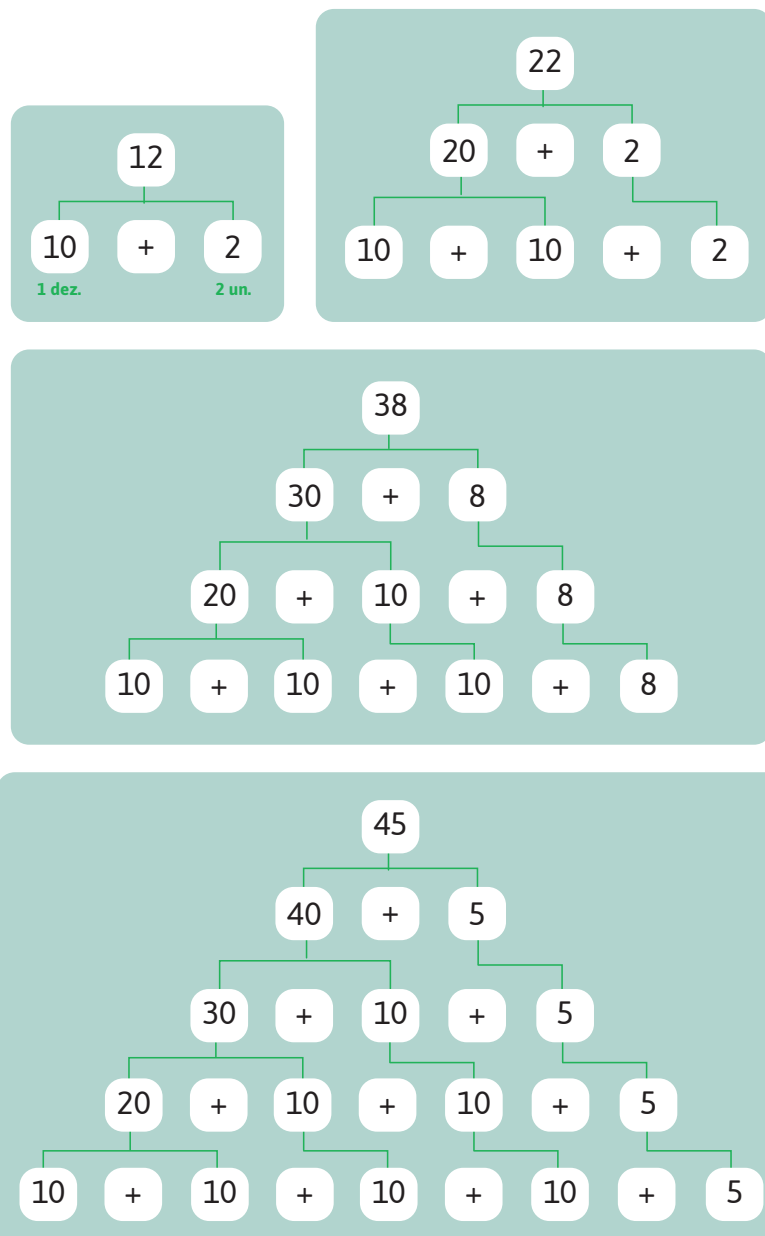 12
10 + 2
1 dez. 2 un.
22
20 + 2
10 + 10 + 2
38
30 + 8
20 + 10 + 8
10 + 10 + 10 + 8
45
40 + 5
30 + 10 + 5
20 + 10 + 10 + 5
10 + 10 + 10 + 10 + 5